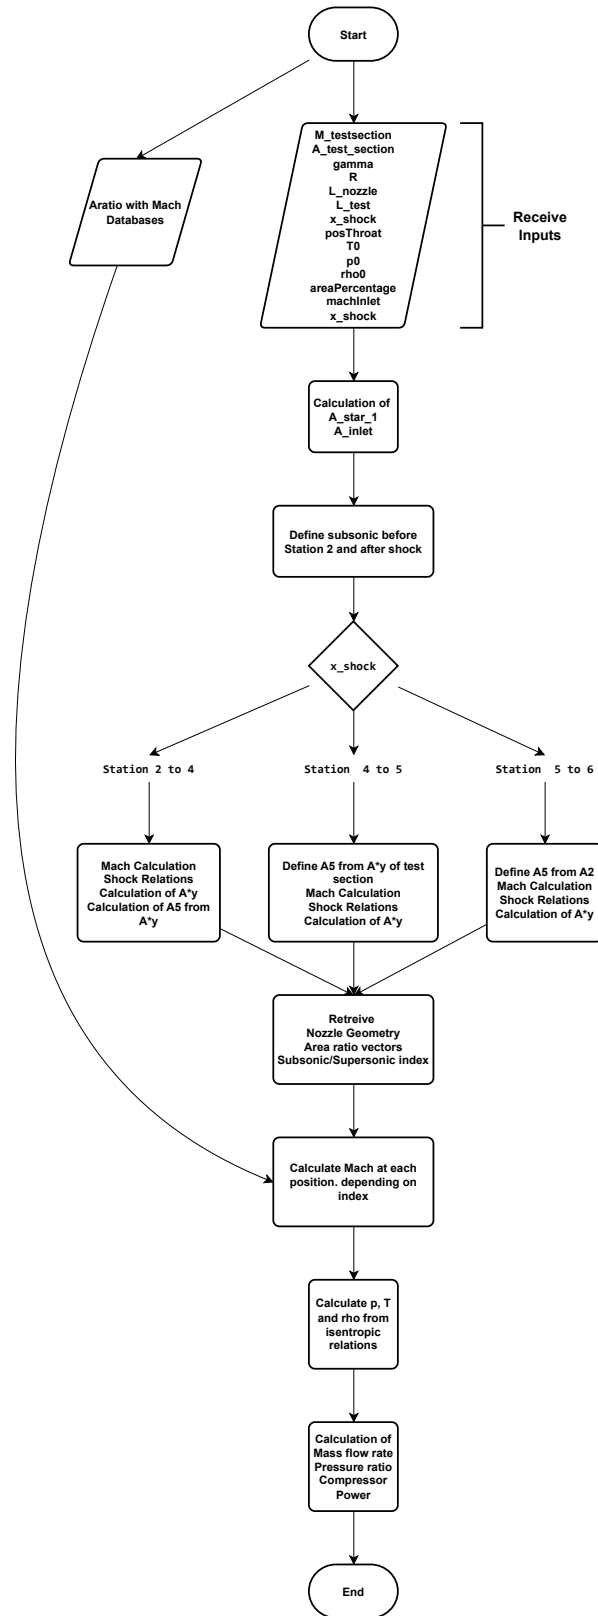 Start
Aratio with Mach
Databases
M_testsection
A_test_section
gamma
R
L_nozzle
L_test
x_shock
posThroat
T0
p0
rho0
areaPercentage
machInlet
x_shock
Receive
Inputs
Calculation of
A_star_1
A_inlet
Define subsonic before
Station 2 and after shock
x_shock
Station 2 to 4
Station 4 to 5
Station 5 to 6
Mach Calculation
Shock Relations
Calculation of A*y
Calculation of A5 from
A*y
Define A5 from A*y of test
section
Mach Calculation
Shock Relations
Calculation of A*y
Define A5 from A2
Mach Calculation
Shock Relations
Calculation of A*y
Retreive
Nozzle Geometry
Area ratio vectors
Subsonic/Supersonic index
Calculate Mach at each
position. depending on
index
Calculate p, T
and rho from
isentropic
relations
Calculation of
Mass flow rate
Pressure ratio
Compressor
Power
End